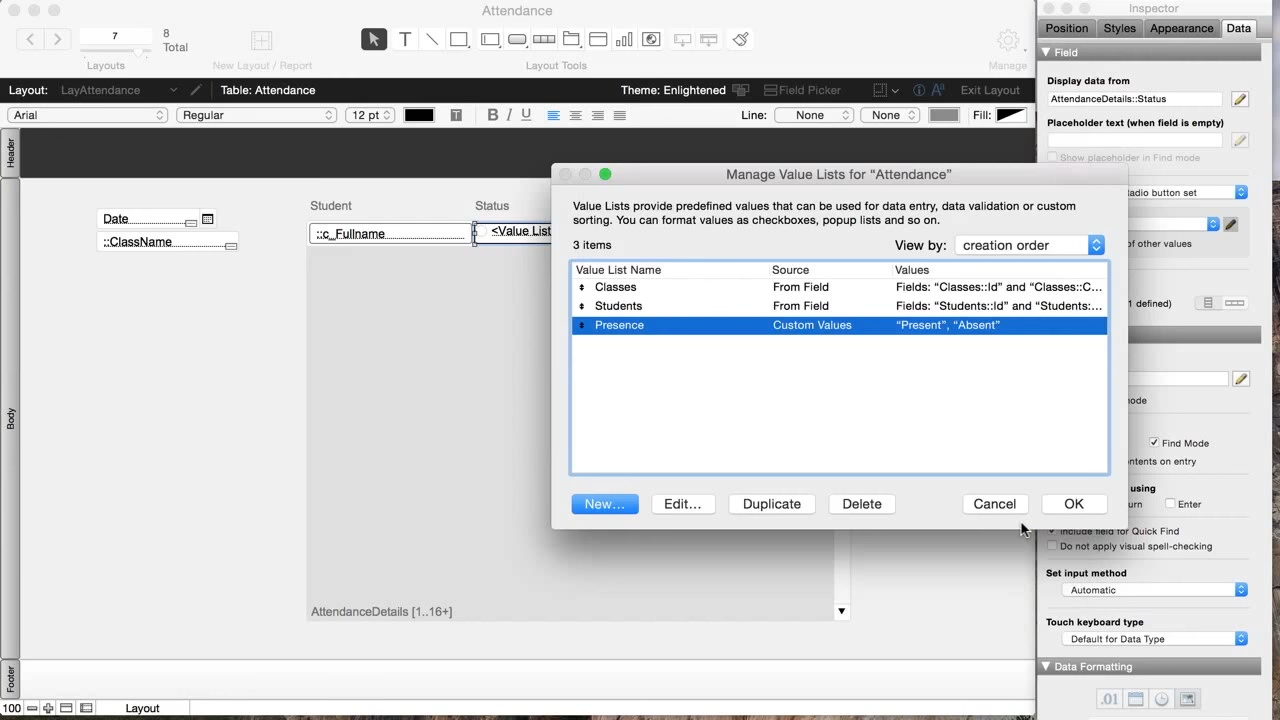 Attendance
Inspector
7
8
Total
Layouts
New Layout / Report
Layout Tools
Manage
Position
Styles
Appearance
Data
Field
Layout:
LayAttendance
Table: Attendance
Theme: Enlightened
Field Picker
Exit Layout
Arial
Regular
12 pt
B I U
Line:
None
None
Fill:
Display data from
AttendanceDetails::Status
Placeholder text (when field is empty)
Show placeholder in Find mode
Header
Body
Footer
Date
::ClassName
Student
Status
::c_Fullname
<Value List
AttendanceDetails [1..16+]
Manage Value Lists for “Attendance”
Value Lists provide predefined values that can be used for data entry, data validation or custom
sorting. You can format values as checkboxes, popup lists and so on.
3 items
View by:
creation order
Value List Name
Source
Values
Classes
From Field
Fields: “Classes::Id” and “Classes::C...
Students
From Field
Fields: “Students::Id” and “Students:...
Presence
Custom Values
“Present”, “Absent”
New...
Edit...
Duplicate
Delete
Cancel
OK
adio button set
of other values
1 defined)
ode
Find Mode
ntents on entry
using
urn
Enter
Include field for Quick Find
Do not apply visual spell-checking
Set input method
Automatic
Touch keyboard type
Default for Data Type
Data Formatting
.01
100
Layout